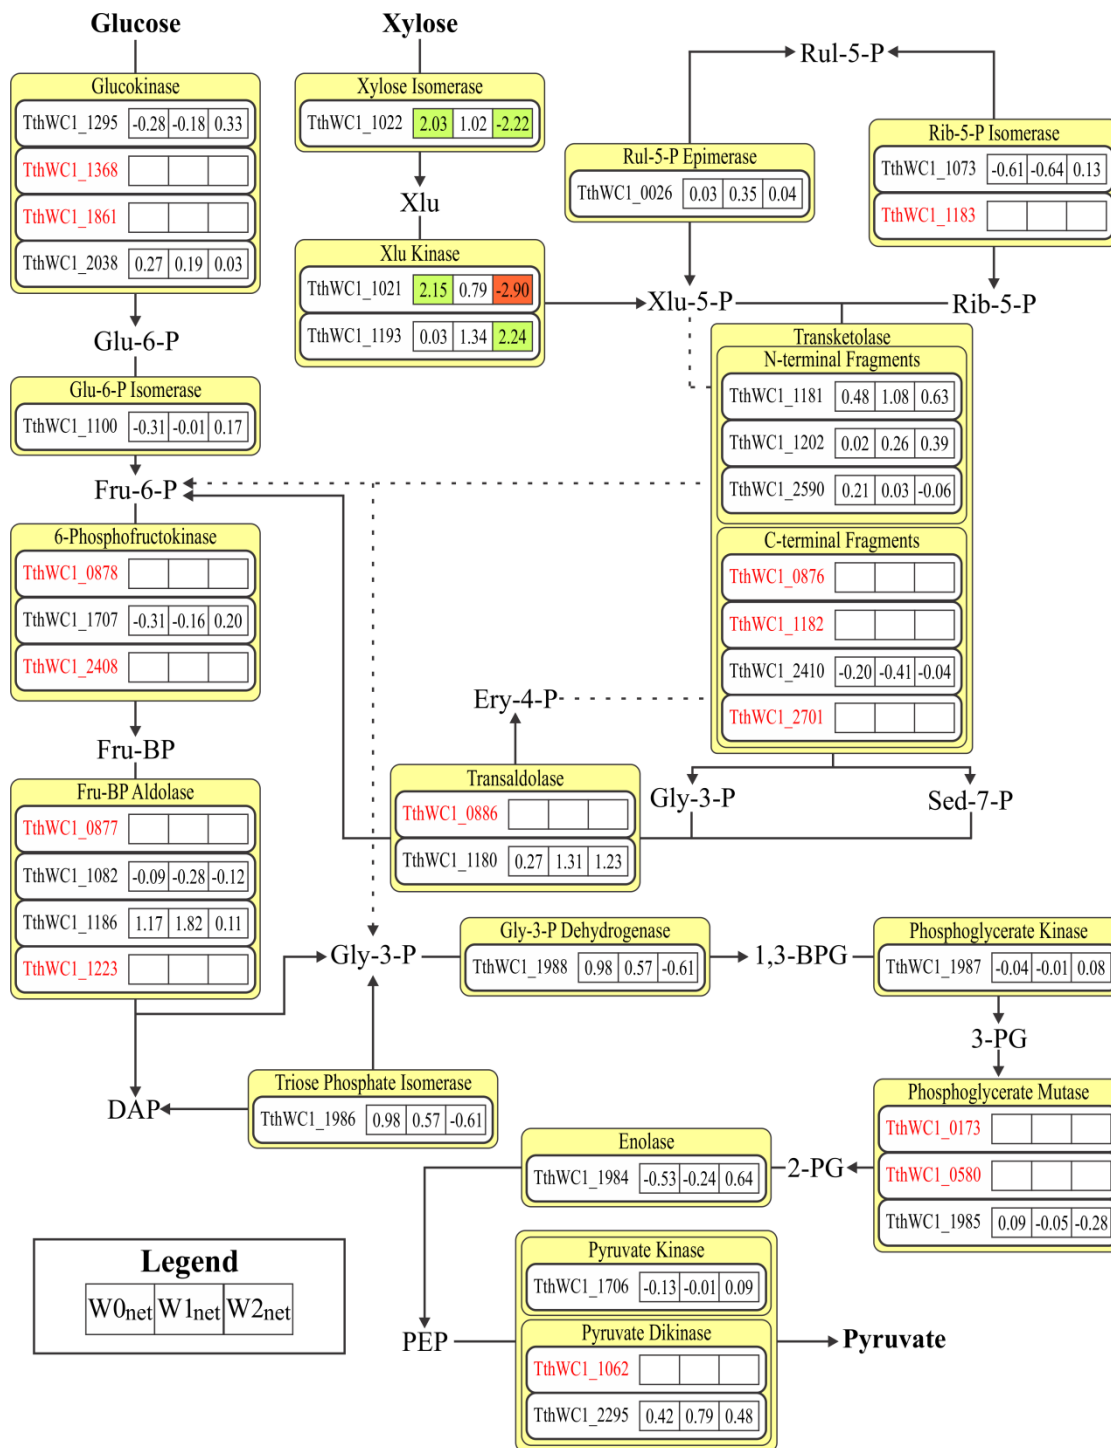 Glucose
Glucokinase
TthWC1_1295 -0.28 -0.18 0.33
TthWC1_1368
TthWC1_1861
TthWC1_2038 0.27 0.19 0.03
Glu-6-P
Glu-6-P Isomerase
TthWC1_1100 -0.31 -0.01 0.17
Fru-6-P
6-Phosphofructokinase
TthWC1_0878
TthWC1_1707 -0.31 -0.16 0.20
TthWC1_2408
Fru-BP
Fru-BP Aldolase
TthWC1_0877
TthWC1_1082 -0.09 -0.28 -0.12
TthWC1_1186 1.17 1.82 0.11
TthWC1_1223
DAP
Xylose
Xylose Isomerase
TthWC1_1022 2.03 1.02 -2.22
Xlu
Xlu Kinase
TthWC1_1021 2.15 0.79 -2.90
TthWC1_1193 0.03 1.34 2.24
Rul-5-P
Rul-5-P Epimerase
TthWC1_0026 0.03 0.35 0.04
Rib-5-P Isomerase
TthWC1_1073 -0.61 -0.64 0.13
TthWC1_1183
Xlu-5-P
Rib-5-P
Transketolase
N-terminal Fragments
TthWC1_1181 0.48 1.08 0.63
TthWC1_1202 0.02 0.26 0.39
TthWC1_2590 0.21 0.03 -0.06
C-terminal Fragments
TthWC1_0876
TthWC1_1182
TthWC1_2410 -0.20 -0.41 -0.04
TthWC1_2701
Ery-4-P
Gly-3-P
Sed-7-P
Transaldolase
TthWC1_0886
TthWC1_1180 0.27 1.31 1.23
Gly-3-P
Gly-3-P Dehydrogenase
TthWC1_1988 0.98 0.57 -0.61
1,3-BPG
Phosphoglycerate Kinase
TthWC1_1987 -0.04 -0.01 0.08
3-PG
Triose Phosphate Isomerase
TthWC1_1986 0.98 0.57 -0.61
Phosphoglycerate Mutase
TthWC1_0173
TthWC1_0580
TthWC1_1985 0.09 -0.05 -0.28
2-PG
Enolase
TthWC1_1984 -0.53 -0.24 0.64
PEP
Pyruvate Kinase
TthWC1_1706 -0.13 -0.01 0.09
Pyruvate Dikinase
TthWC1_1062
TthWC1_2295 0.42 0.79 0.48
Pyruvate
Legend
W0net W1net W2net